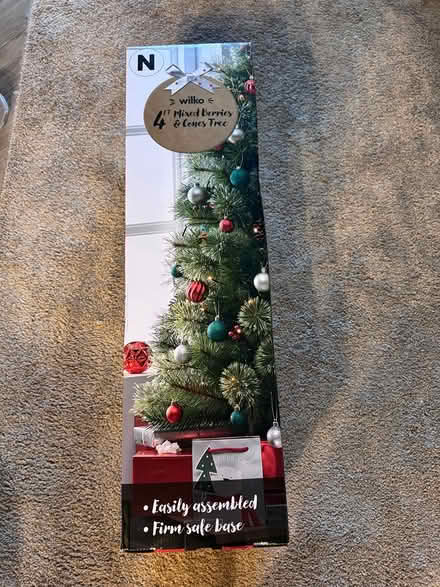 N
wilko
4FT Mixed Berries
& Cones Tree
• Easily assembled
• Firm safe base